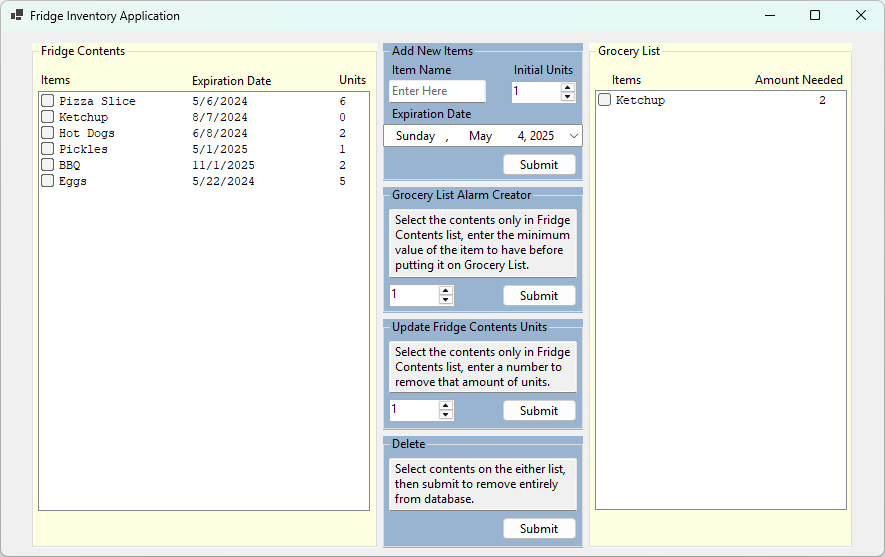 Fridge Inventory Application
Fridge Contents
Items Expiration Date Units
Pizza Slice 5/6/2024 6
Ketchup 8/7/2024 0
Hot Dogs 6/8/2024 2
Pickles 5/1/2025 1
BBQ 11/1/2025 2
Eggs 5/22/2024 5
Add New Items
Item Name Initial Units
Enter Here 1
Expiration Date
Sunday , May 4, 2025
Submit
Grocery List Alarm Creator
Select the contents only in Fridge
Contents list, enter the minimum
value of the item to have before
putting it on Grocery List.
1 Submit
Update Fridge Contents Units
Select the contents only in Fridge
Contents list, enter a number to
remove that amount of units.
1 Submit
Delete
Select contents on the either list,
then submit to remove entirely
from database.
Submit
Grocery List
Items Amount Needed
Ketchup 2